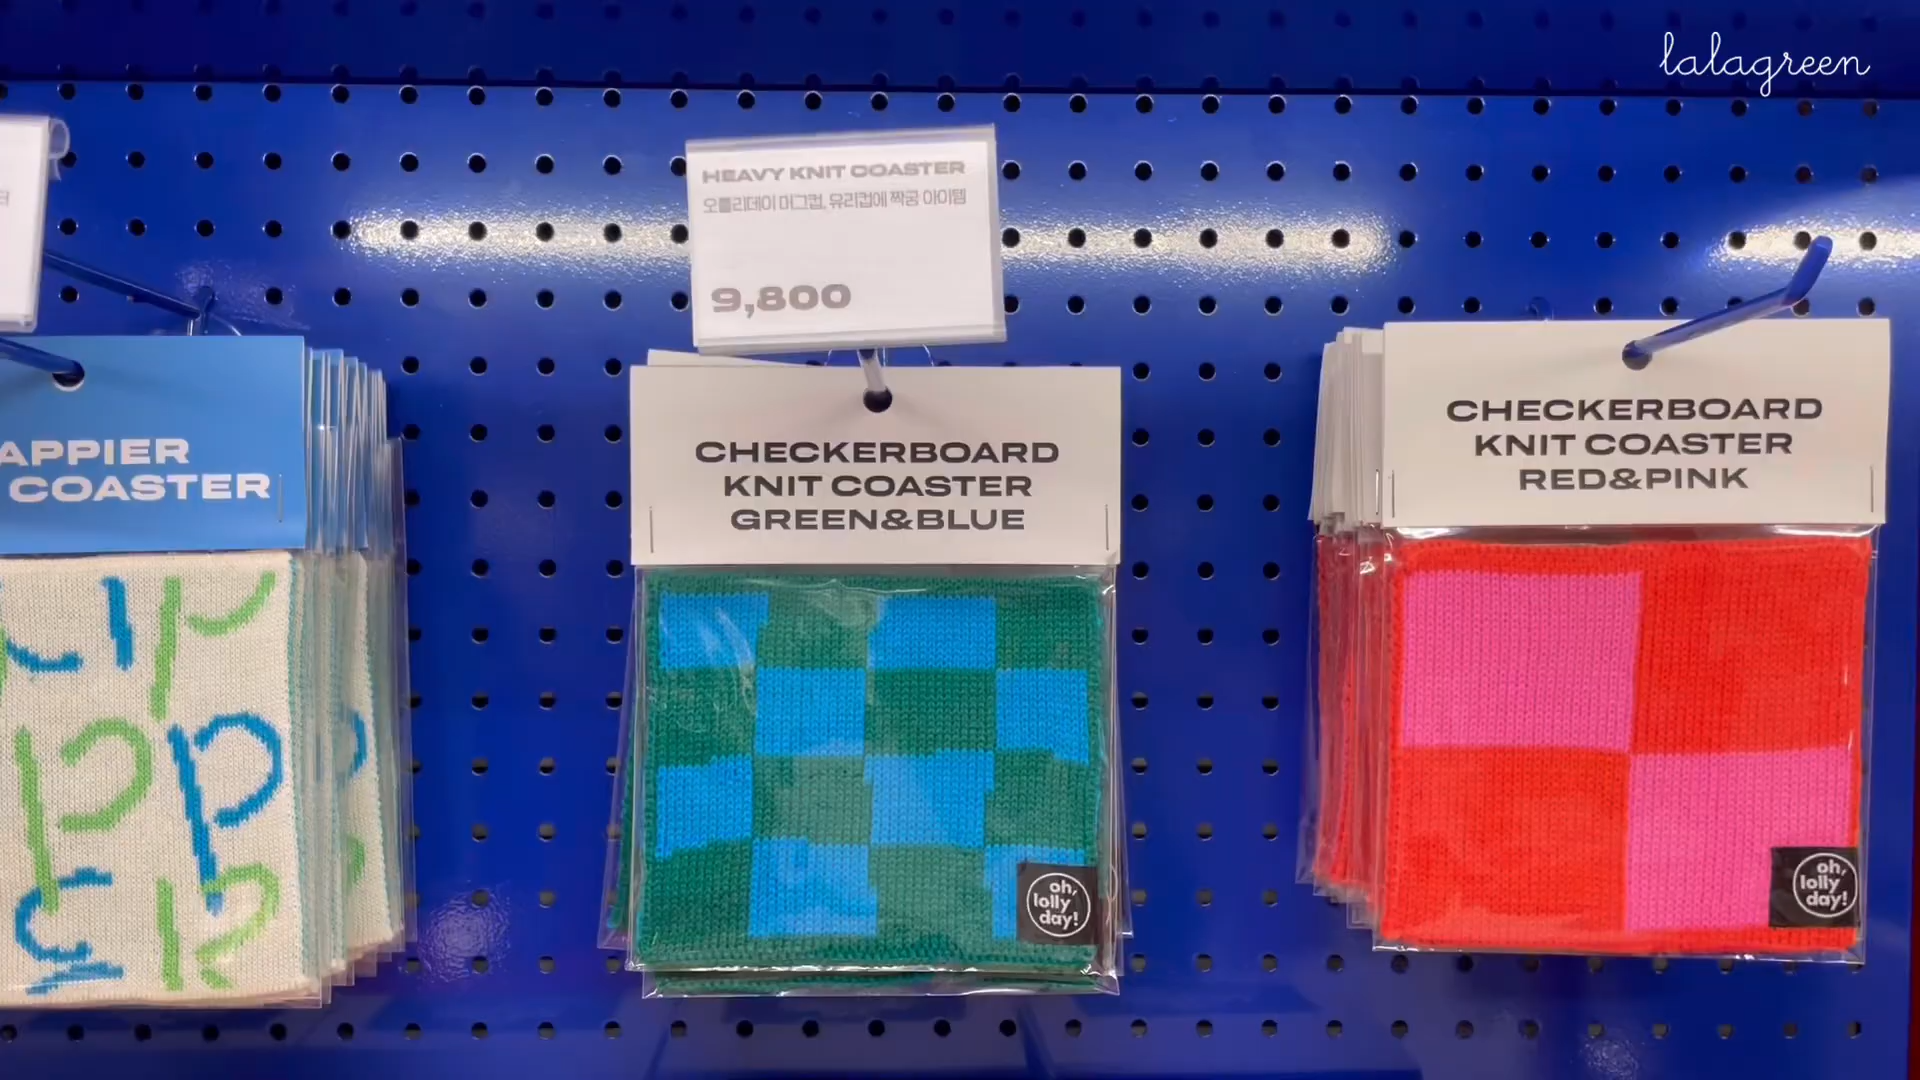 lalagreen
HEAVY KNIT COASTER
오롤리데이 머그컵, 유리컵에 짝궁 아이템
9,800
APPIER
COASTER
CHECKERBOARD
KNIT COASTER
GREEN&BLUE
oh,
lolly
day!
CHECKERBOARD
KNIT COASTER
RED&PINK
oh,
lolly
day!